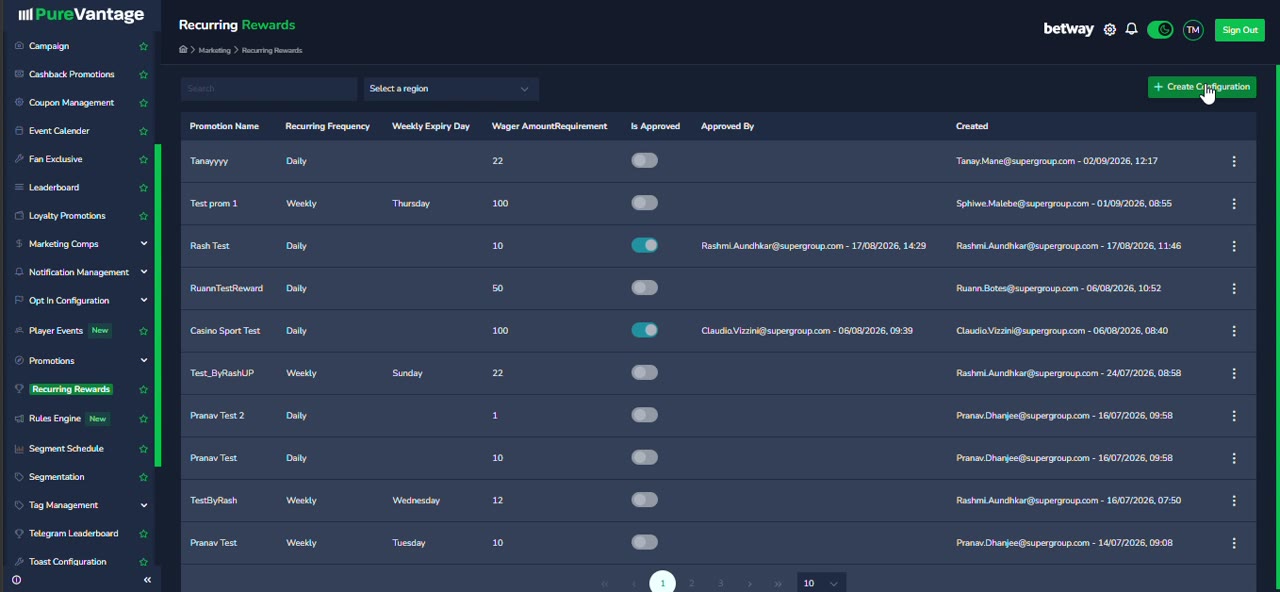 PureVantage
Campaign
Cashback Promotions
Coupon Management
Event Calender
Fan Exclusive
Leaderboard
Loyalty Promotions
Marketing Comps
Notification Management
Opt In Configuration
Player Events New
Promotions
Recurring Rewards
Rules Engine New
Segment Schedule
Segmentation
Tag Management
Telegram Leaderboard
Toast Configuration
Recurring Rewards
Marketing > Recurring Rewards
betway TM Sign Out
Search Select a region + Create Configuration
Promotion Name Recurring Frequency Weekly Expiry Day Wager AmountRequirement Is Approved Approved By Created
Tanayyyy Daily 22 Tanay.Mane@supergroup.com - 02/09/2026, 12:17
Test prom 1 Weekly Thursday 100 Sphiwe.Malebe@supergroup.com - 01/09/2026, 08:55
Rash Test Daily 10 Rashmi.Aundhkar@supergroup.com - 17/08/2026, 14:29 Rashmi.Aundhkar@supergroup.com - 17/08/2026, 11:46
RuannTestReward Daily 50 Ruann.Botes@supergroup.com - 06/08/2026, 10:52
Casino Sport Test Daily 100 Claudio.Vizzini@supergroup.com - 06/08/2026, 09:39 Claudio.Vizzini@supergroup.com - 06/08/2026, 08:40
Test_ByRashUP Weekly Sunday 22 Rashmi.Aundhkar@supergroup.com - 24/07/2026, 08:58
Pranav Test 2 Daily 1 Pranav.Dhanjee@supergroup.com - 16/07/2026, 09:58
Pranav Test Daily 10 Pranav.Dhanjee@supergroup.com - 16/07/2026, 09:58
TestByRash Weekly Wednesday 12 Rashmi.Aundhkar@supergroup.com - 16/07/2026, 07:50
Pranav Test Weekly Tuesday 10 Pranav.Dhanjee@supergroup.com - 14/07/2026, 09:08
« ‹ 1 2 3 › » 10